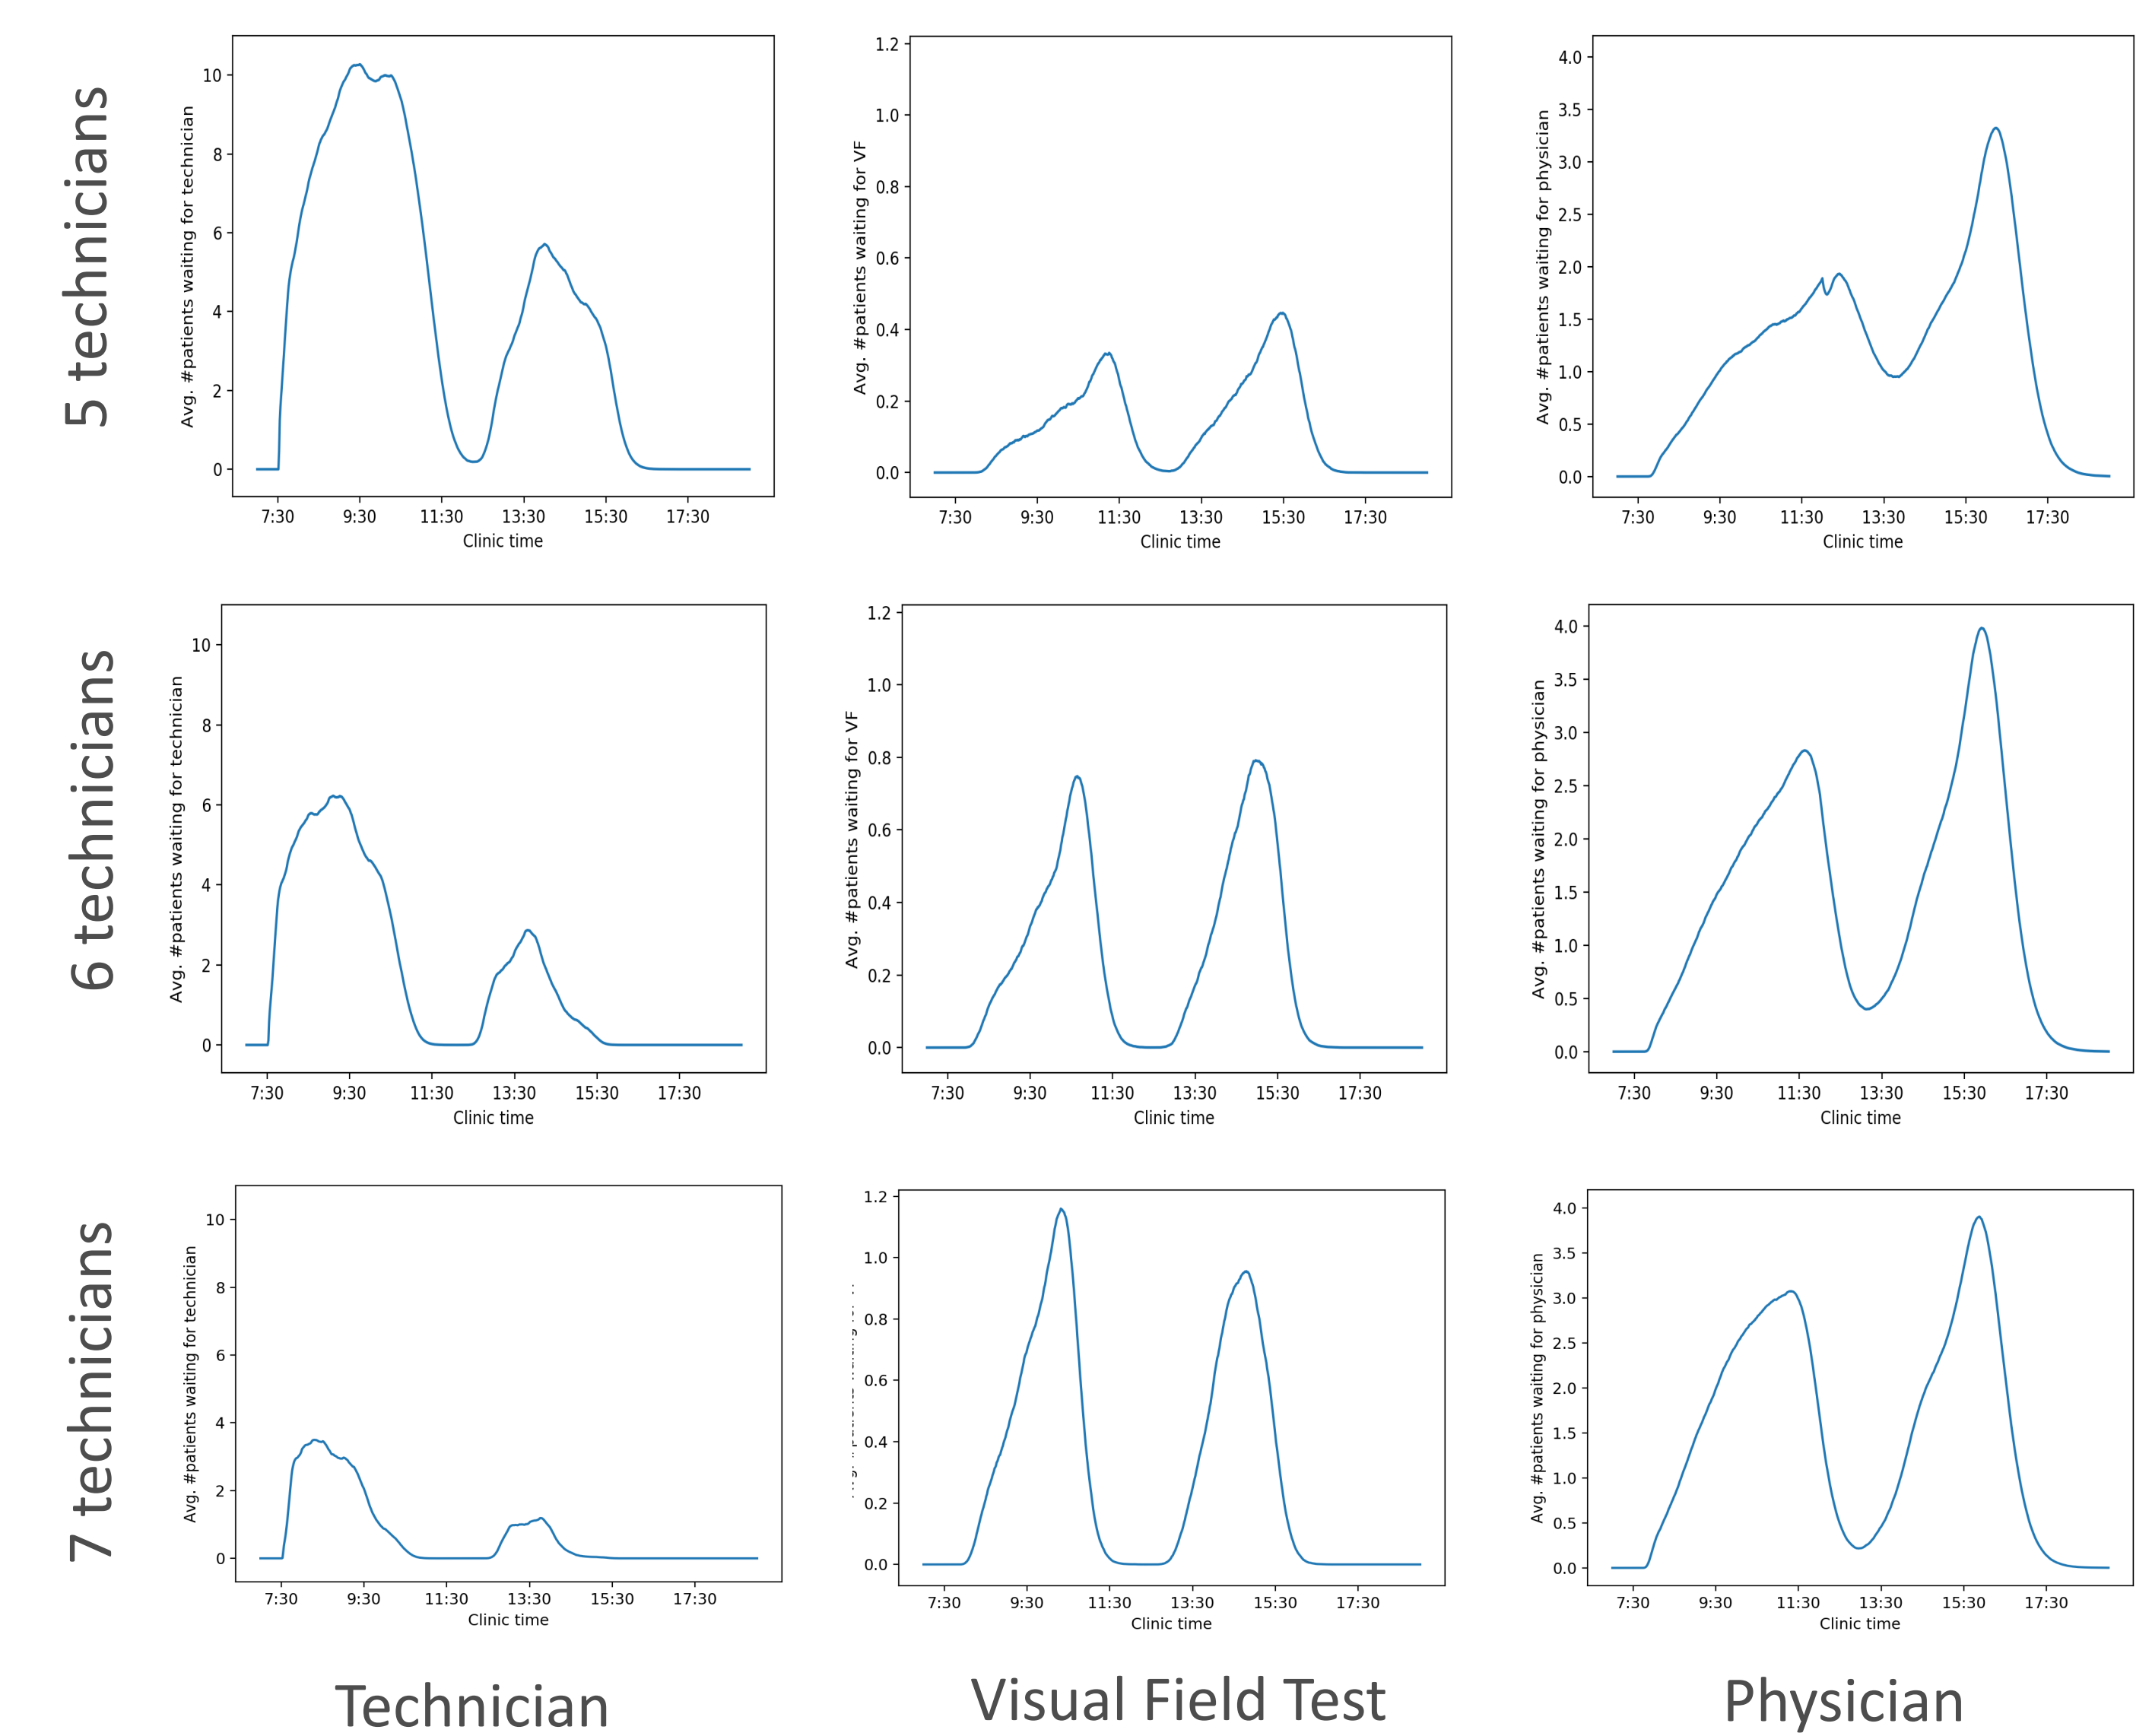 5 technicians
Avg. #patients waiting for technician
10
8
6
4
2
0
7:30 9:30 11:30 13:30 15:30 17:30
Clinic time
Avg. #patients waiting for VF
1.2
1.0
0.8
0.6
0.4
0.2
0.0
7:30 9:30 11:30 13:30 15:30 17:30
Clinic time
Avg. #patients waiting for physician
4.0
3.5
3.0
2.5
2.0
1.5
1.0
0.5
0.0
7:30 9:30 11:30 13:30 15:30 17:30
Clinic time
6 technicians
Avg. #patients waiting for technician
10
8
6
4
2
0
7:30 9:30 11:30 13:30 15:30 17:30
Clinic time
Avg. #patients waiting for VF
1.2
1.0
0.8
0.6
0.4
0.2
0.0
7:30 9:30 11:30 13:30 15:30 17:30
Clinic time
Avg. #patients waiting for physician
4.0
3.5
3.0
2.5
2.0
1.5
1.0
0.5
0.0
7:30 9:30 11:30 13:30 15:30 17:30
Clinic time
7 technicians
Avg. #patients waiting for technician
10
8
6
4
2
0
7:30 9:30 11:30 13:30 15:30 17:30
Clinic time
1.2
1.0
0.8
0.6
0.4
0.2
0.0
7:30 9:30 11:30 13:30 15:30 17:30
Clinic time
Avg. #patients waiting for physician
4.0
3.5
3.0
2.5
2.0
1.5
1.0
0.5
0.0
7:30 9:30 11:30 13:30 15:30 17:30
Clinic time
Technician
Visual Field Test
Physician